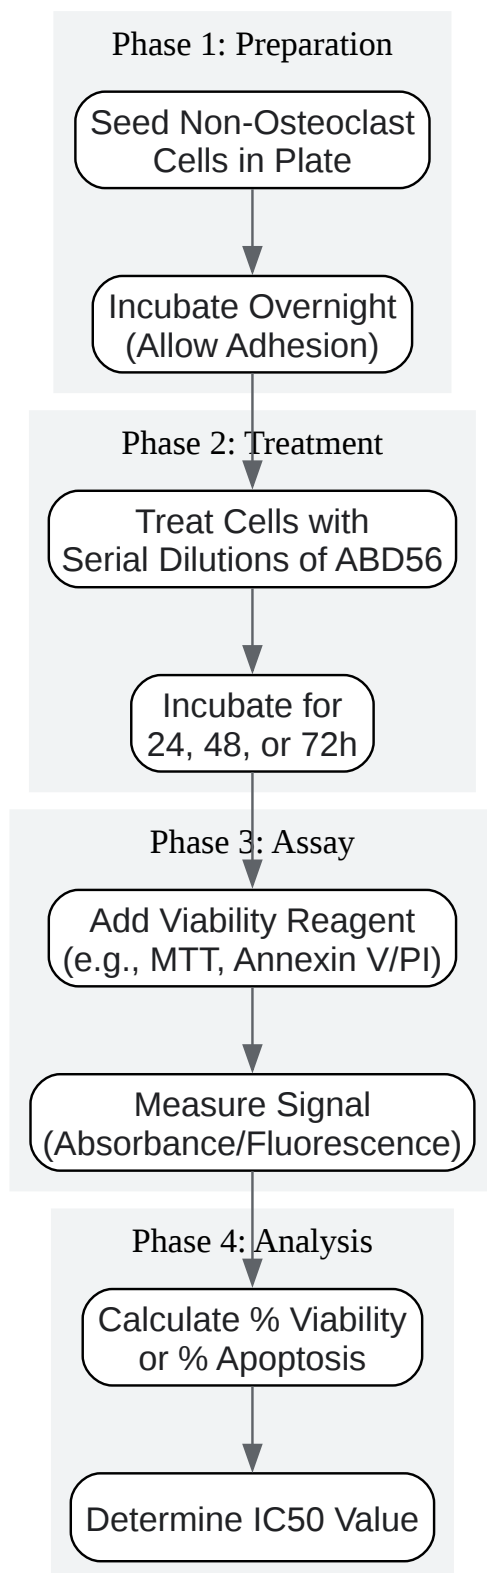 Phase 1: Preparation
Seed Non-Osteoclast
Cells in Plate
Incubate Overnight
(Allow Adhesion)
Phase 2: Treatment
Treat Cells with
Serial Dilutions of ABD56
Incubate for
24, 48, or 72h
Phase 3: Assay
Add Viability Reagent
(e.g., MTT, Annexin V/PI)
Measure Signal
(Absorbance/Fluorescence)
Phase 4: Analysis
Calculate % Viability
or % Apoptosis
Determine IC50 Value